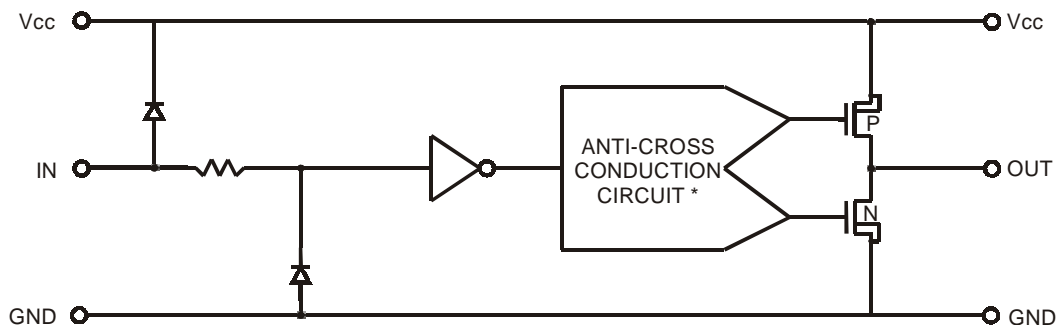 Vcc
Vcc
P
ANTI-CROSS
CONDUCTION
CIRCUIT *
IN
OUT
N
GND
GND